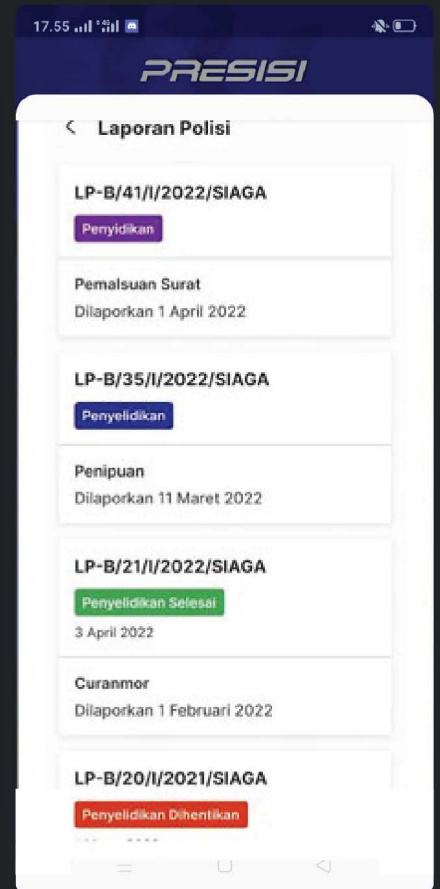 17.55
PRESISI
Laporan Polisi
LP-B/41/I/2022/SIAGA
Penyidikan
Pemalsuan Surat
Dilaporkan 1 April 2022
LP-B/35/I/2022/SIAGA
Penyelidikan
Penipuan
Dilaporkan 11 Maret 2022
LP-B/21/I/2022/SIAGA
Penyelidikan Selesai
3 April 2022
Curanmor
Dilaporkan 1 Februari 2022
LP-B/20/I/2021/SIAGA
Penyelidikan Dihentikan